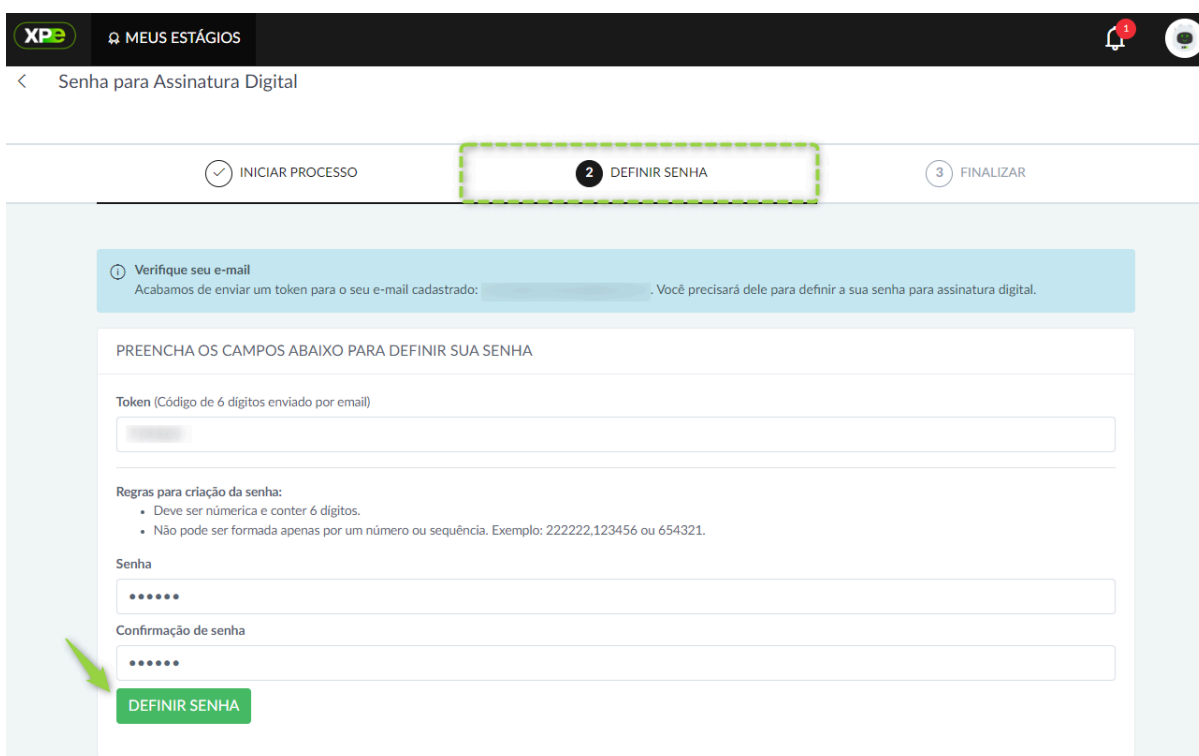 XPe MEUS ESTÁGIOS 1
Senha para Assinatura Digital
INICIAR PROCESSO 2 DEFINIR SENHA 3 FINALIZAR
Verifique seu e-mail
Acabamos de enviar um token para o seu e-mail cadastrado: . Você precisará dele para definir a sua senha para assinatura digital.
PREENCHA OS CAMPOS ABAIXO PARA DEFINIR SUA SENHA
Token (Código de 6 dígitos enviado por email)
Regras para criação da senha:
• Deve ser númerica e conter 6 dígitos.
• Não pode ser formada apenas por um número ou sequência. Exemplo: 222222,123456 ou 654321.
Senha
••••••
Confirmação de senha
••••••
DEFINIR SENHA